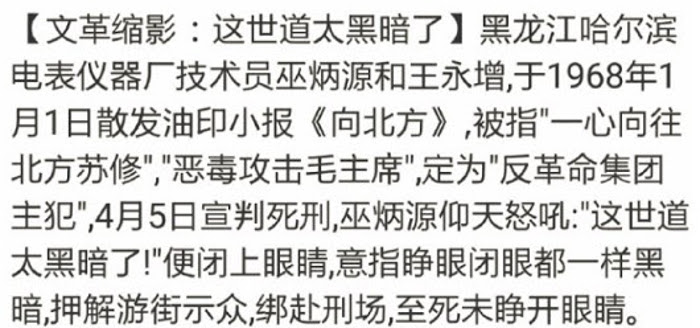 【文革缩影：这世道太黑暗了】黑龙江哈尔滨
电表仪器厂技术员巫炳源和王永增,于1968年1
月1日散发油印小报《向北方》,被指"一心向往
北方苏修","恶毒攻击毛主席",定为"反革命集团
主犯",4月5日宣判死刑,巫炳源仰天怒吼:"这世道
太黑暗了!"便闭上眼睛,意指睁眼闭眼都一样黑
暗,押解游街示众,绑赴刑场,至死未睁开眼睛。